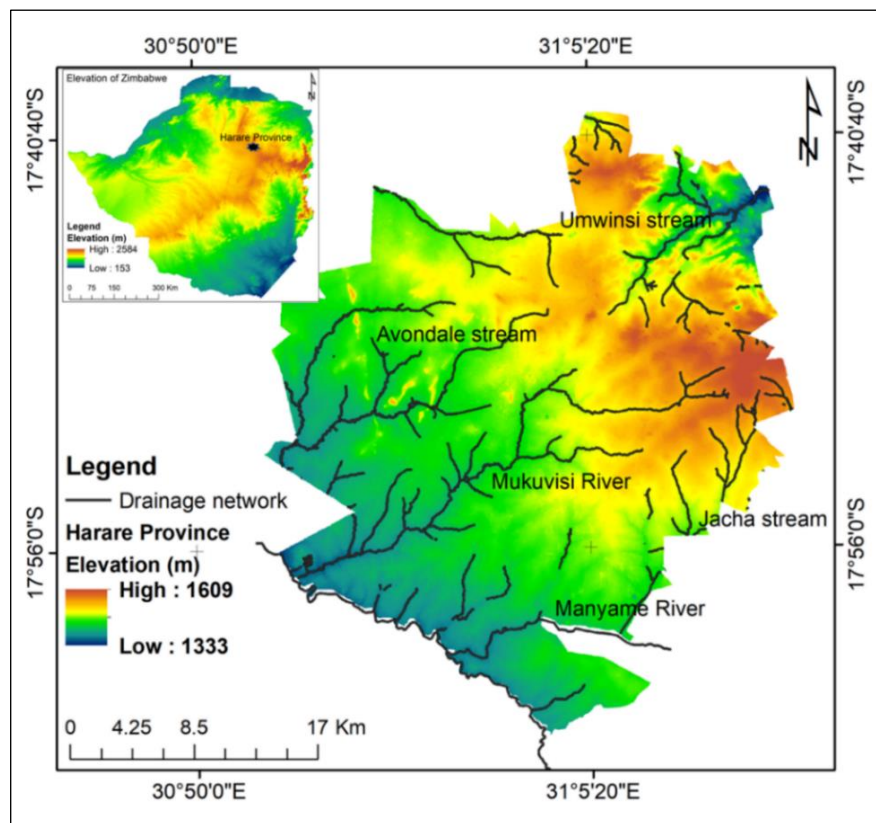 30°50'0"E
31°5'20"E
17°40'40"S
17°40'40"S
Elevation of Zimbabwe
N
Harare Province
Legend
Elevation (m)
High : 2584
Low : 153
0 75 150 300 Km
N
Umwinsi stream
Avondale stream
Mukuvisi River
Jacha stream
Manyame River
Legend
Drainage network
Harare Province
Elevation (m)
High : 1609
Low : 1333
17°56'0"S
17°56'0"S
0 4.25 8.5 17 Km
30°50'0"E
31°5'20"E